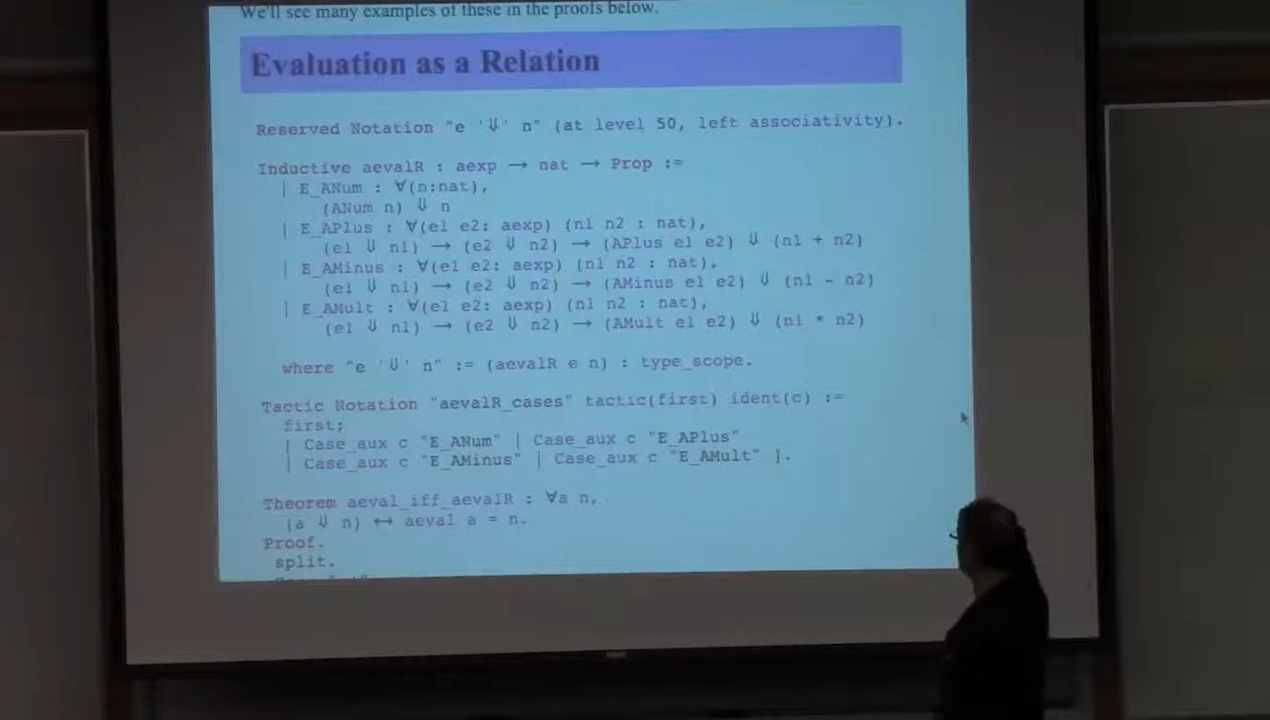 We'll see many examples of these in the proofs below.
Evaluation as a Relation
Reserved Notation "e '⇓' n" (at level 50, left associativity).
Inductive aevalR : aexp → nat → Prop :=
| E_ANum : ∀(n:nat),
(ANum n) ⇓ n
| E_APlus : ∀(e1 e2: aexp) (n1 n2 : nat),
(e1 ⇓ n1) → (e2 ⇓ n2) → (APlus e1 e2) ⇓ (n1 + n2)
| E_AMinus : ∀(e1 e2: aexp) (n1 n2 : nat),
(e1 ⇓ n1) → (e2 ⇓ n2) → (AMinus e1 e2) ⇓ (n1 - n2)
| E_AMult : ∀(e1 e2: aexp) (n1 n2 : nat),
(e1 ⇓ n1) → (e2 ⇓ n2) → (AMult e1 e2) ⇓ (n1 * n2)
where "e '⇓' n" := (aevalR e n) : type_scope.
Tactic Notation "aevalR_cases" tactic(first) ident(c) :=
first;
[ Case_aux c "E_ANum" | Case_aux c "E_APlus"
| Case_aux c "E_AMinus" | Case_aux c "E_AMult" ].
Theorem aeval_iff_aevalR : ∀a n,
(a ⇓ n) ↔ aeval a = n.
Proof.
split.